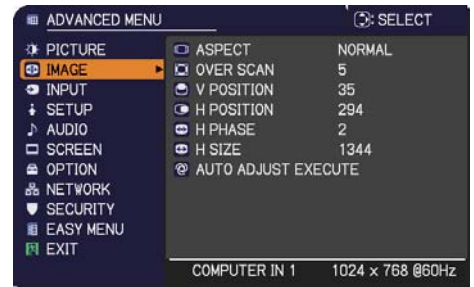 ADVANCED MENU : SELECT
PICTURE ASPECT NORMAL
IMAGE OVER SCAN 5
INPUT V POSITION 35
SETUP H POSITION 294
AUDIO H PHASE 2
SCREEN H SIZE 1344
OPTION AUTO ADJUST EXECUTE
NETWORK
SECURITY
EASY MENU
EXIT
COMPUTER IN 1 1024 x 768 @60Hz